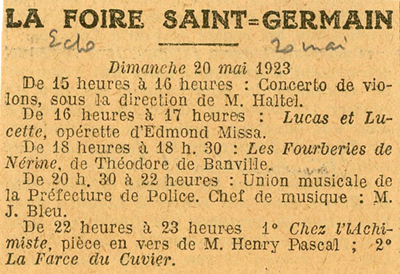 LA FOIRE SAINT=GERMAIN
Echo 20 mai
Dimanche 20 mai 1923
De 15 heures à 16 heures : Concerto de vio-
lons, sous la direction de M. Haltel.
De 16 heures à 17 heures : Lucas et Lu-
cette, opérette d'Edmond Missa.
De 18 heures à 18 h. 30 : Les Fourberies de
Nérine, de Théodore de Banville.
De 20 h. 30 à 22 heures : Union musicale de
la Préfecture de Police. Chef de musique : M.
J. Bleu.
De 22 heures à 23 heures 1° Chez l'lAchi-
miste, pièce en vers de M. Henry Pascal ; 2°
La Farce du Cuvier.